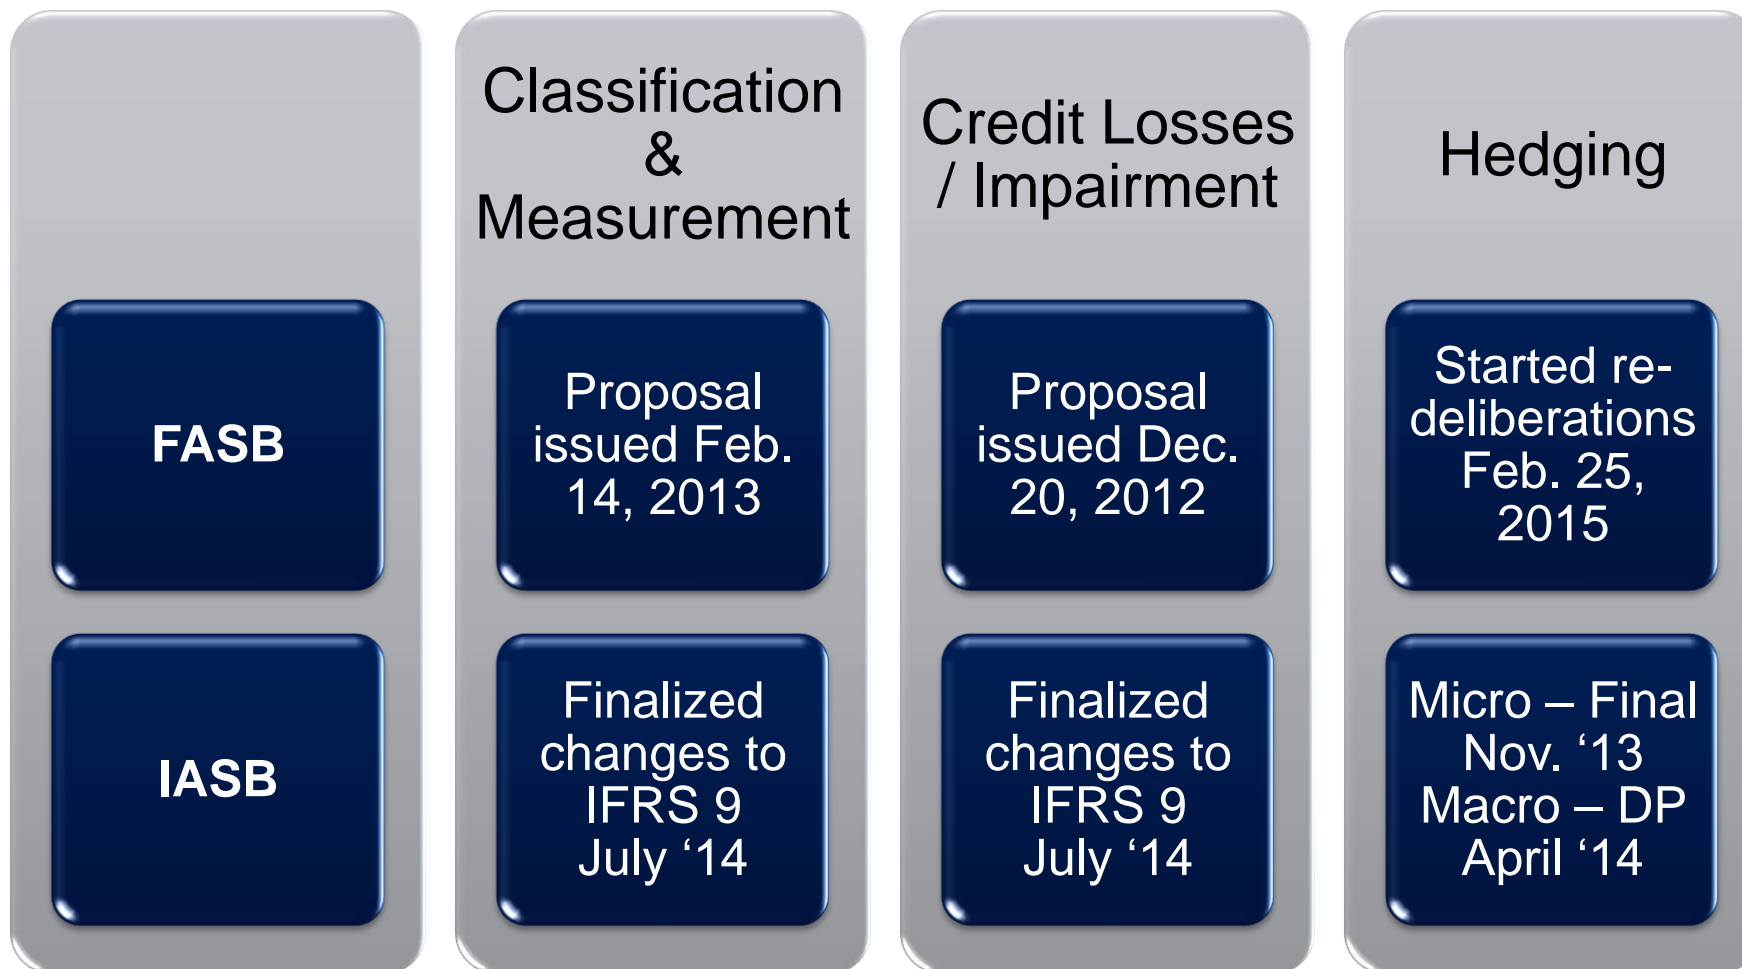 Classification
&
Measurement
Credit Losses
/ Impairment
Hedging
FASB
Proposal
issued Feb.
14, 2013
Proposal
issued Dec.
20, 2012
Started re-
deliberations
Feb. 25,
2015
IASB
Finalized
changes to
IFRS 9
July ‘14
Finalized
changes to
IFRS 9
July ‘14
Micro – Final
Nov. ‘13
Macro – DP
April ‘14